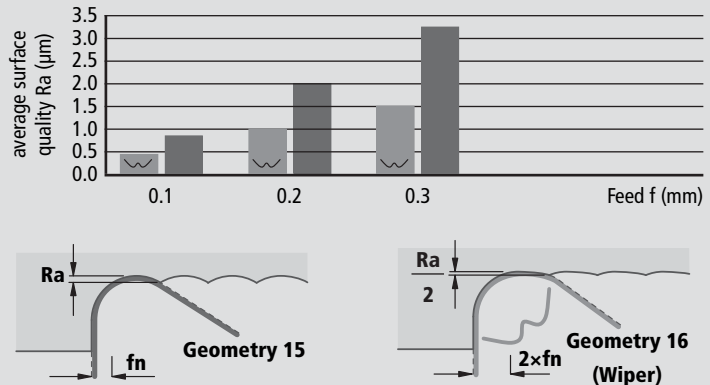 average surface
quality Ra (µm)
3.5
3.0
2.5
2.0
1.5
1.0
0.5
0.0
0.1 0.2 0.3 Feed f (mm)
Ra
fn
Geometry 15
Ra
2
2×fn
Geometry 16
(Wiper)